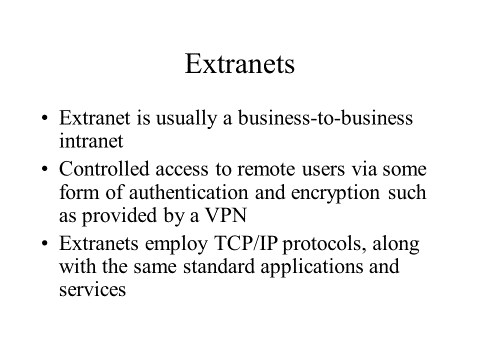 Extranets
• Extranet is usually a business-to-business
intranet
• Controlled access to remote users via some
form of authentication and encryption such
as provided by a VPN
• Extranets employ TCP/IP protocols, along
with the same standard applications and
services